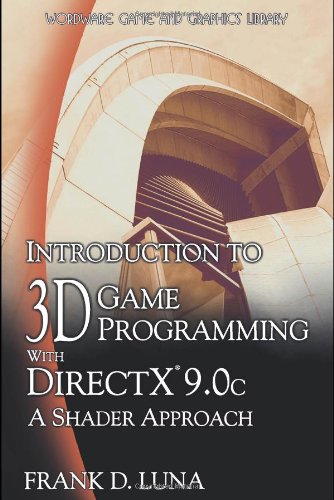 WORDWARE GAME AND GRAPHICS LIBRARY
INTRODUCTION TO
3D GAME
PROGRAMMING
WITH
DIRECTX® 9.0C
A SHADER APPROACH
FRANK D. LUNA